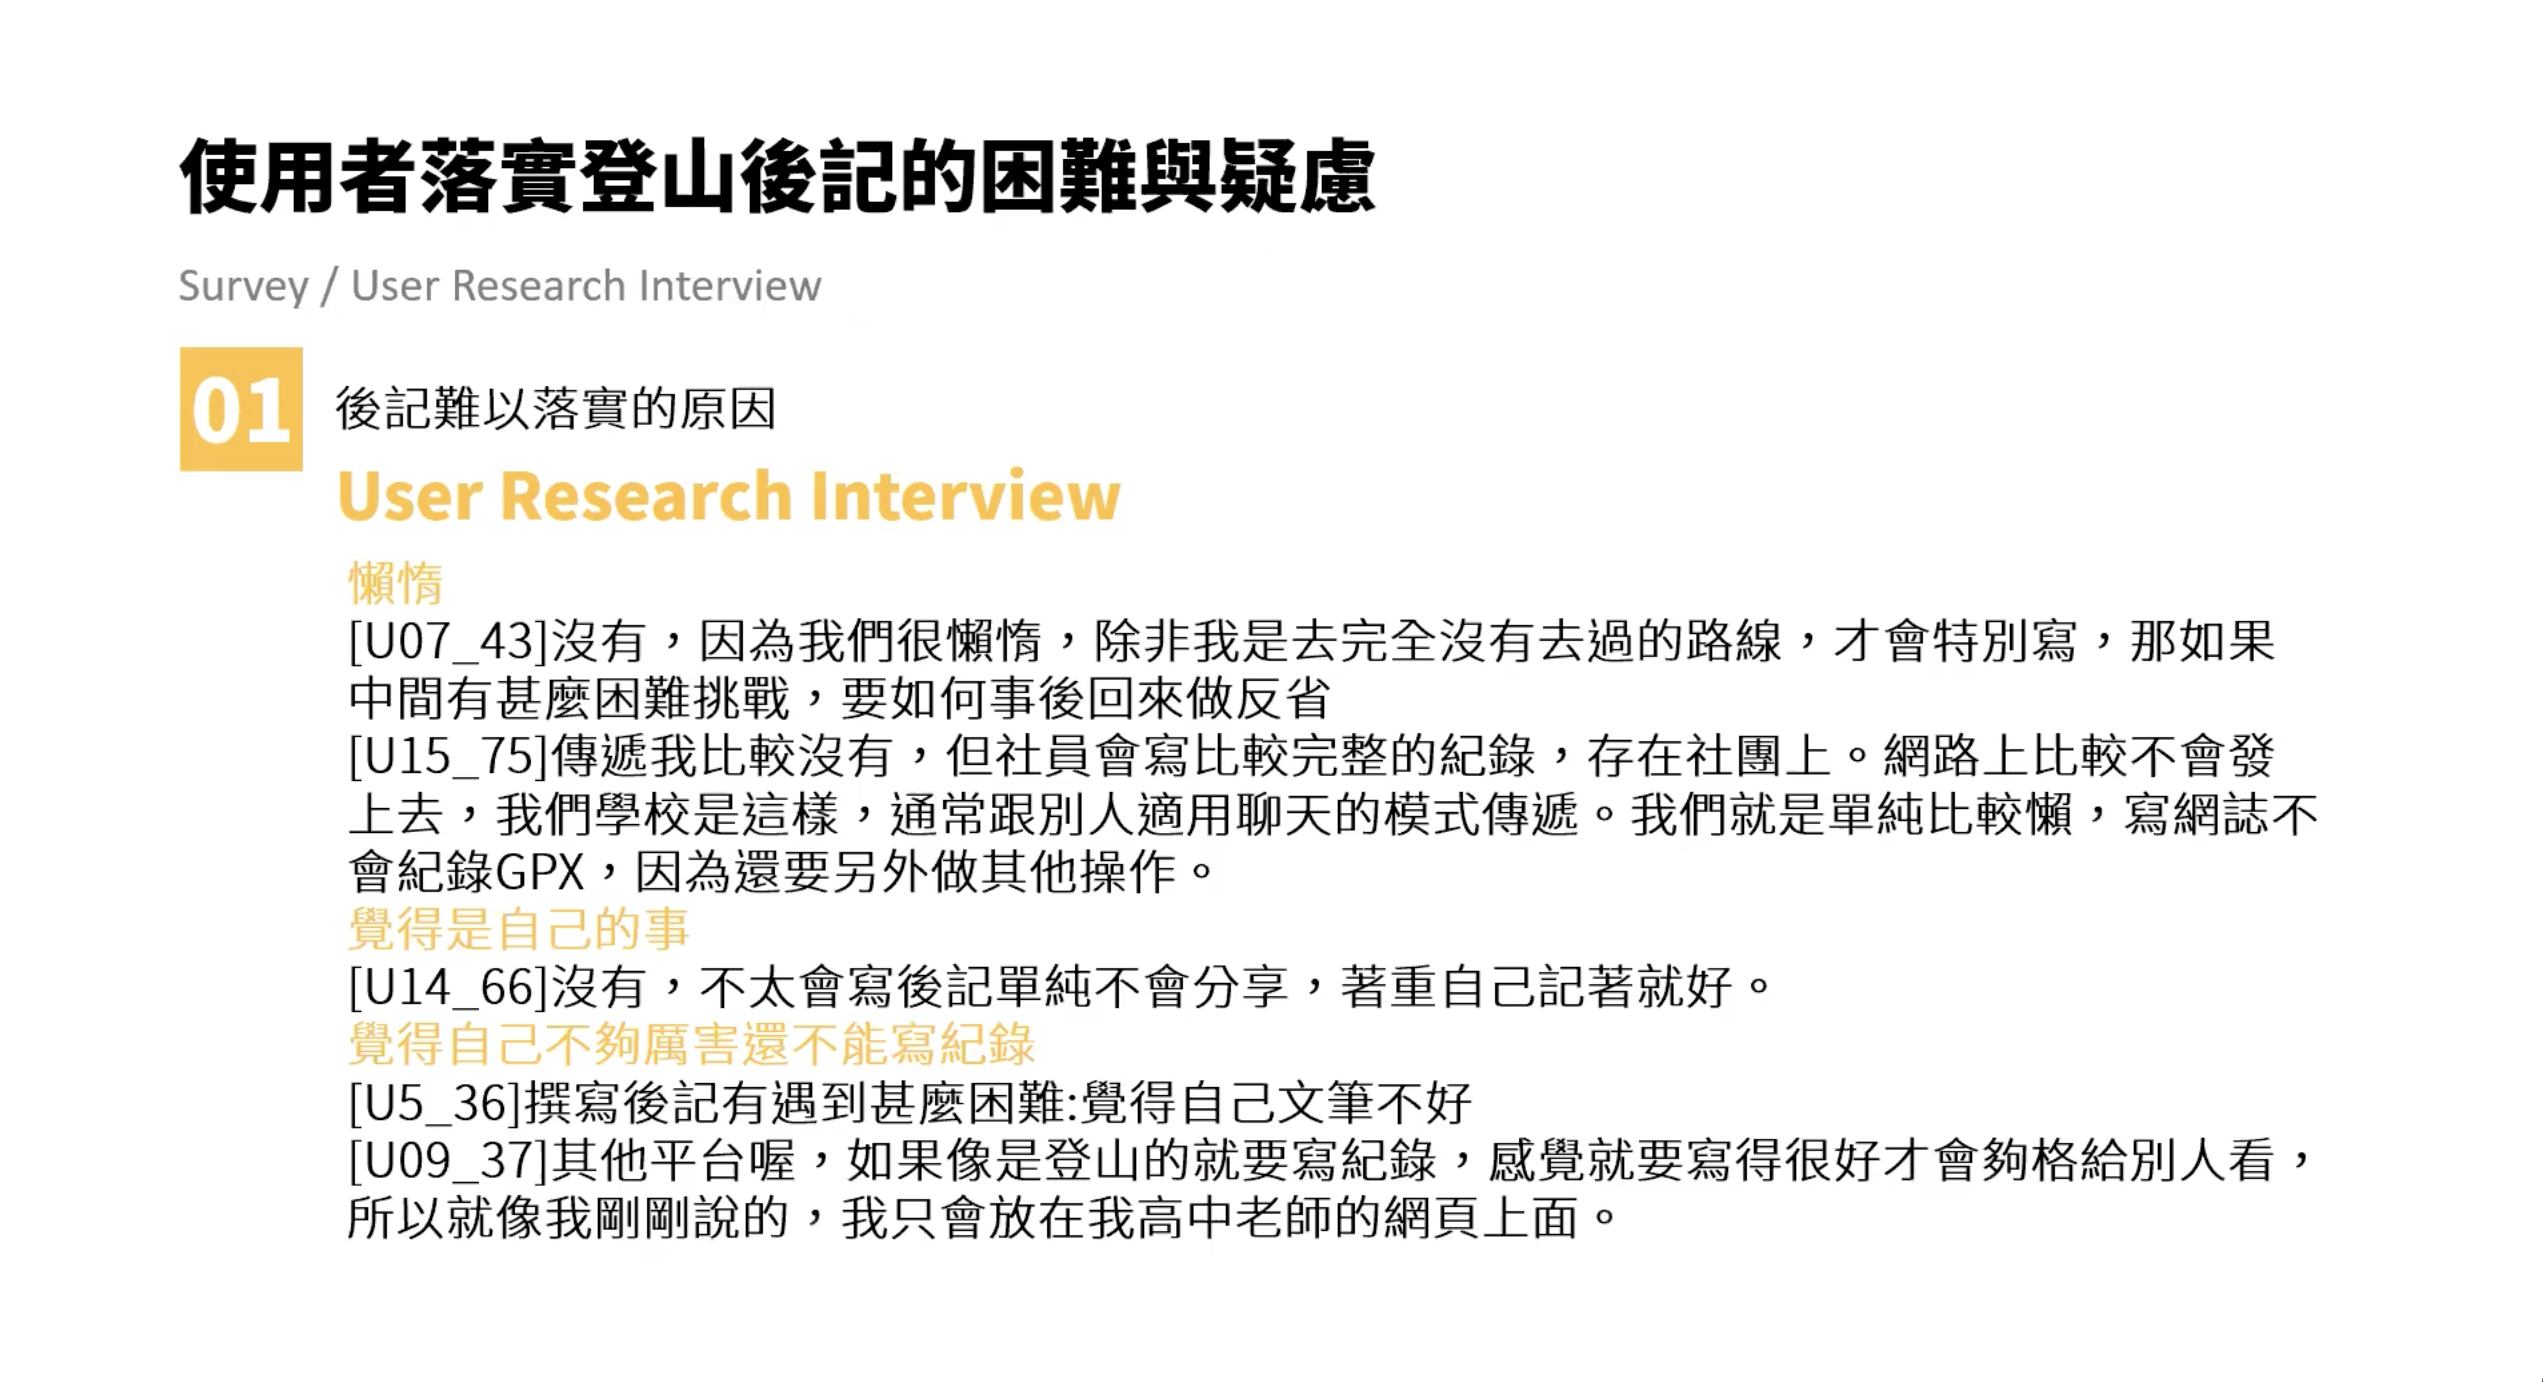 使用者落實登山後記的困難與疑慮
Survey / User Research Interview
01
後記難以落實的原因
User Research Interview
懶惰
[U07_43]沒有，因為我們很懶惰，除非我是去完全沒有去過的路線，才會特別寫，那如果
中間有甚麼困難挑戰，要如何事後回來做反省
[U15_75]傳遞我比較沒有，但社員會寫比較完整的紀錄，存在社團上。網路上比較不會發
上去，我們學校是這樣，通常跟別人適用聊天的模式傳遞。我們就是單純比較懶，寫網誌不
會紀錄GPX，因為還要另外做其他操作。
覺得是自己的事
[U14_66]沒有，不太會寫後記單純不會分享，著重自己記著就好。
覺得自己不夠厲害還不能寫紀錄
[U5_36]撰寫後記有遇到甚麼困難:覺得自己文筆不好
[U09_37]其他平台喔，如果像是登山的就要寫紀錄，感覺就要寫得很好才會夠格給別人看，
所以就像我剛剛說的，我只會放在我高中老師的網頁上面。